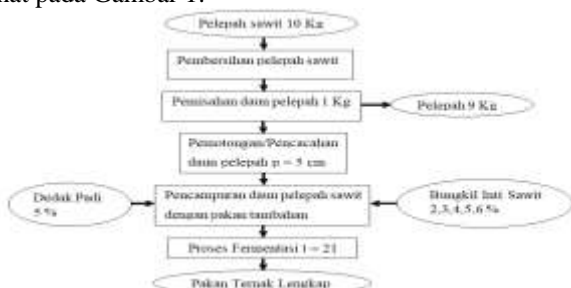 nat pada Gambar 1.
Pelepah sawit 10 Kg
Pembersihan pelepah sawit
Pemisahan daun pelepah 1 Kg
Pelepah 9 Kg
Pemotongan/Pencacahan
daun pelepah p = 5 cm
Dedak Padi
5 %
Pencampuran daun pelepah sawit
dengan pakan tambahan
Bungkil Inti Sawit
2,3,4,5,6 %
Proses Fermentasi t = 21
Pakan Ternak Lengkap